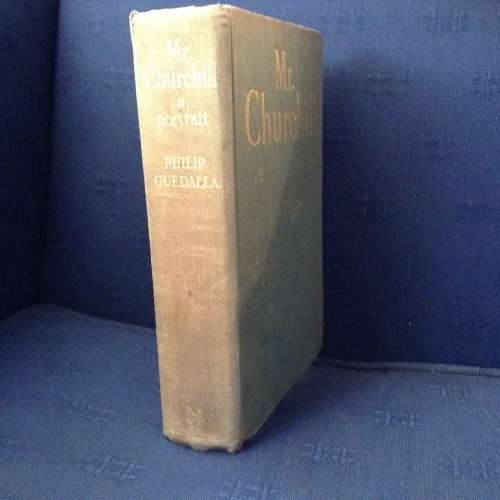 Mr.
Churchill
a
portrait
PHILIP
GUEDALLA
Mr.
Churchill